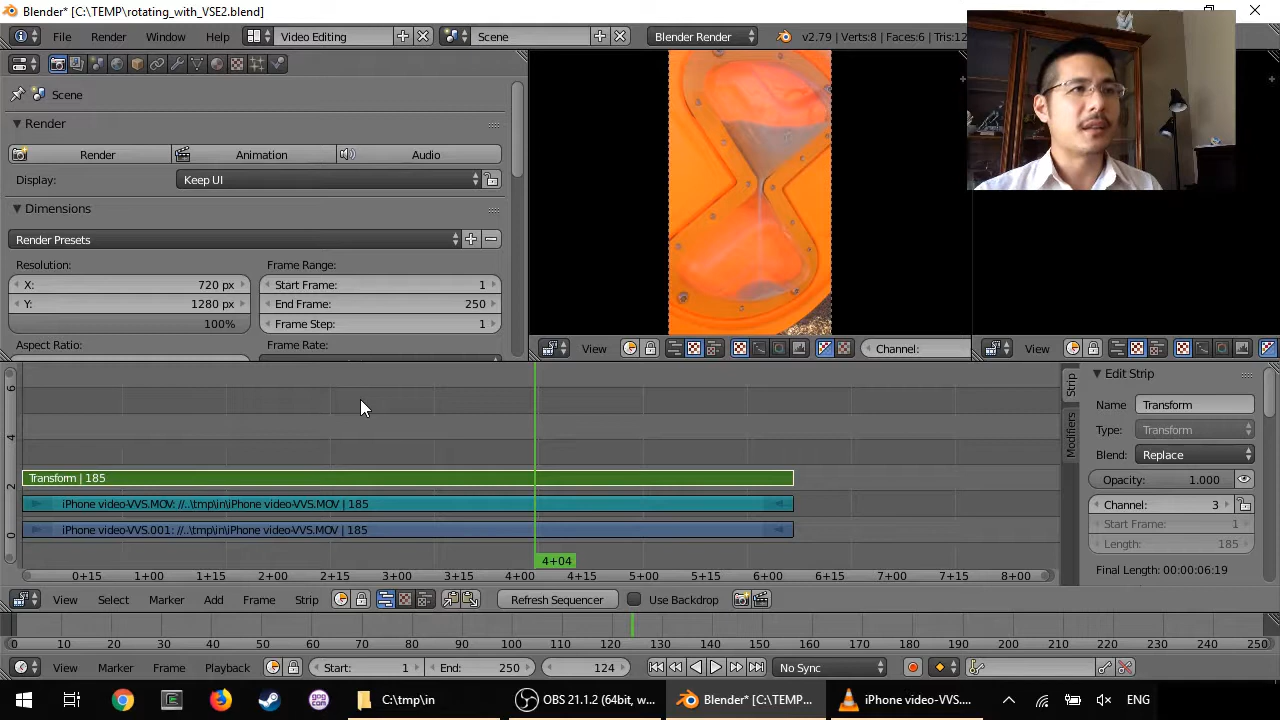 Blender* [C:\TEMP\rotating_with_VSE2.blend]
File Render Window Help Video Editing Scene Blender Render v2.79 | Verts:8 | Faces:6 | Tris:12
Scene
Render
Render Animation Audio
Display: Keep UI
Dimensions
Render Presets
Resolution: Frame Range:
X: 720 px Start Frame: 1
Y: 1280 px End Frame: 250
100% Frame Step: 1
Aspect Ratio: Frame Rate:
View Channel: View
6
4
2
0
Transform | 185
iPhone video-VVS.MOV: //..\tmp\in\iPhone video-VVS.MOV | 185
iPhone video-VVS.001: //..\tmp\in\iPhone video-VVS.MOV | 185
4+04
0+15 1+00 1+15 2+00 2+15 3+00 3+15 4+00 4+15 5+00 5+15 6+00 6+15 7+00 7+15 8+00
Strip
Modifiers
Edit Strip
Name Transform
Type: Transform
Blend: Replace
Opacity: 1.000
Channel: 3
Start Frame: 1
Length: 185
Final Length: 00:00:06:19
View Select Marker Add Frame Strip Refresh Sequencer Use Backdrop
0 10 20 30 40 50 60 70 80 90 100 110 120 130 140 150 160 170 180 190 200 210 220 230 240 250
View Marker Frame Playback Start: 1 End: 250 124 No Sync
C:\tmp\in OBS 21.1.2 (64bit, w... Blender* [C:\TEMP... iPhone video-VVS.... ENG